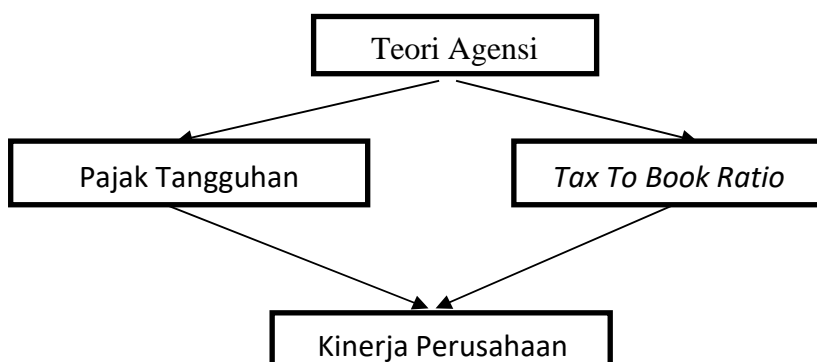 Teori Agensi
Pajak Tangguhan
Tax To Book Ratio
Kinerja Perusahaan